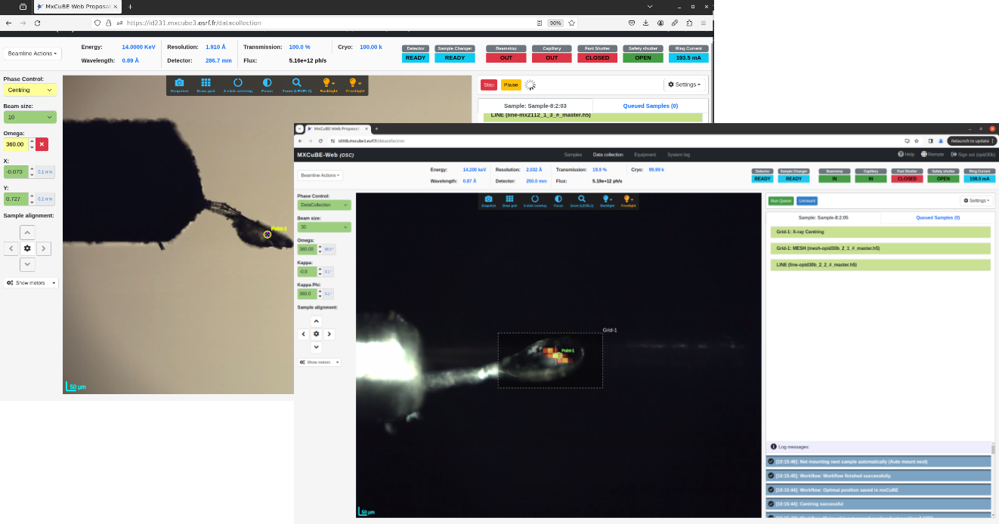 MxCuBE-Web Proposal
https://id231.mxcube3.esrf.fr/datacollection
90%
Beamline Actions
Energy: 14.0000 KeV
Wavelength: 0.89 Å
Resolution: 1.910 Å
Detector: 286.7 mm
Transmission: 100.0 %
Flux: 5.16e+12 ph/s
Cryo: 100.00 k
Detector READY
Sample Changer READY
Beamstop OUT
Capillary OUT
Fast Shutter CLOSED
Safety shutter OPEN
Ring Current 193.5 mA
Phase Control:
Centring
Beam size:
10
Omega:
360.00
X:
-0.070 0.1 mm
Y:
0.727 0.1 mm
Sample alignment:
Show motors
Snapshot Draw grid 3-click centring Focus Zoom (LEVEL2) Backlight Frontlight
Point-2
50 µm
Stop Pause Settings
Sample: Sample-8:2:03 Queued Samples (0)
LINE (line-mx2112_1_3_#_master.h5)
MxCuBE-Web Proposal
id30b.mxcube3.esrf.fr/datacollection
Relaunch to update
MXCuBE-Web (OSC)
Samples Data collection Equipment System log
Help Remote Sign out (opid30b)
Beamline Actions
Energy: 14.200 keV
Wavelength: 0.87 Å
Resolution: 2.032 Å
Detector: 250.0 mm
Transmission: 19.9 %
Flux: 5.19e+12 ph/s
Cryo: 99.99 k
Detector READY
Sample Changer READY
Beamstop IN
Capillary IN
Fast Shutter CLOSED
Safety shutter OPEN
Ring Current 198.0 mA
Phase Control:
DataCollection
Beam size:
30
Omega:
360.00 90.0 °
Kappa:
-0.0 0.1 °
Kappa Phi:
360.0
Sample alignment:
Show motors
Snapshot Draw grid 3-click centring Focus Zoom (LEVEL2) Backlight Frontlight
Grid-1
Point-1
50 µm
Run Queue Unmount Settings
Sample: Sample-8:2:05 Queued Samples (0)
Grid-1: X-ray Centring
Grid-1: MESH (mesh-opid30b_2_1_#_master.h5)
LINE (line-opid30b_2_2_#_master.h5)
Log messages:
[10:15:46]: Not mounting next sample automatically (Auto mount next)
[10:15:45]: Workflow: Workflow finished successfully.
[10:15:44]: Workflow: Optimal position saved in mxCuBE
[10:15:44]: Centring successful